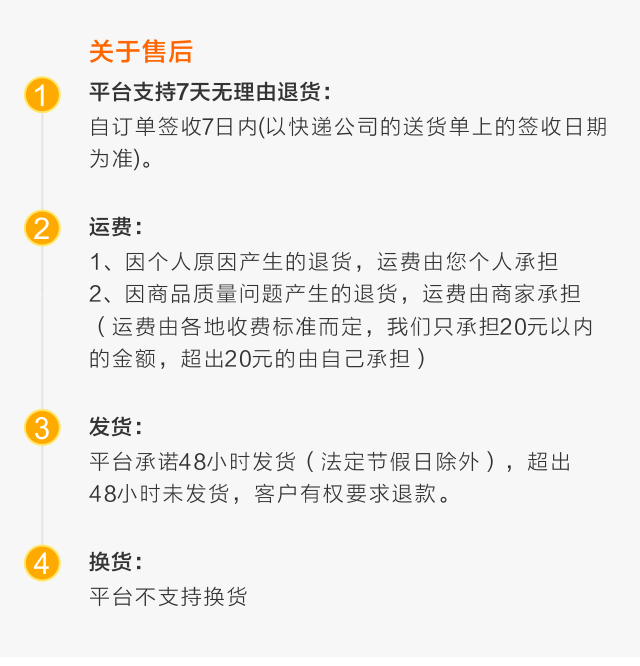 关于售后
1
平台支持7天无理由退货：
自订单签收7日内(以快递公司的送货单上的签收日期
为准)。
2
运费：
1、因个人原因产生的退货，运费由您个人承担
2、因商品质量问题产生的退货，运费由商家承担
（运费由各地收费标准而定，我们只承担20元以内
的金额，超出20元的由自己承担）
3
发货：
平台承诺48小时发货（法定节假日除外），超出
48小时未发货，客户有权要求退款。
4
换货：
平台不支持换货